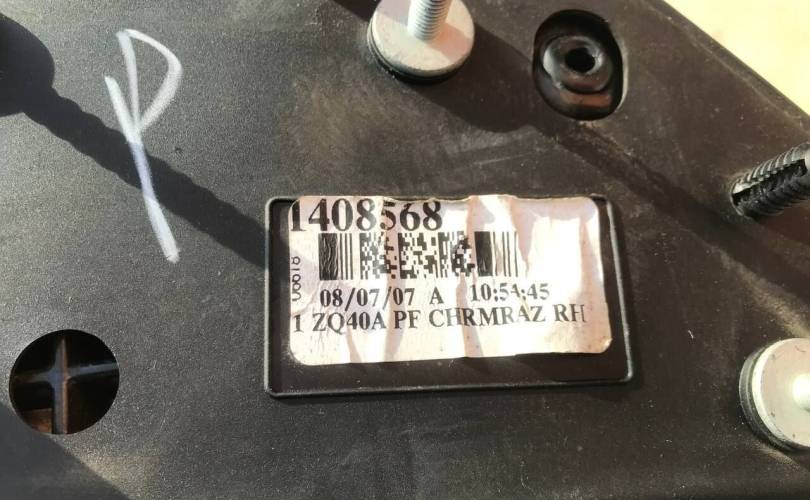 P
1408568
08/07/07 A 10:54:45
1 ZQ40A PF CHRMRAZ RH